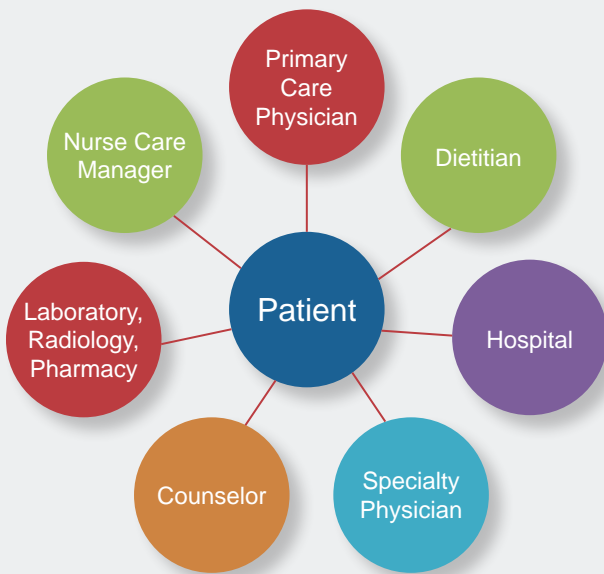 Primary
Care
Physician
Nurse Care
Manager
Dietitian
Patient
Laboratory,
Radiology,
Pharmacy
Hospital
Counselor
Specialty
Physician